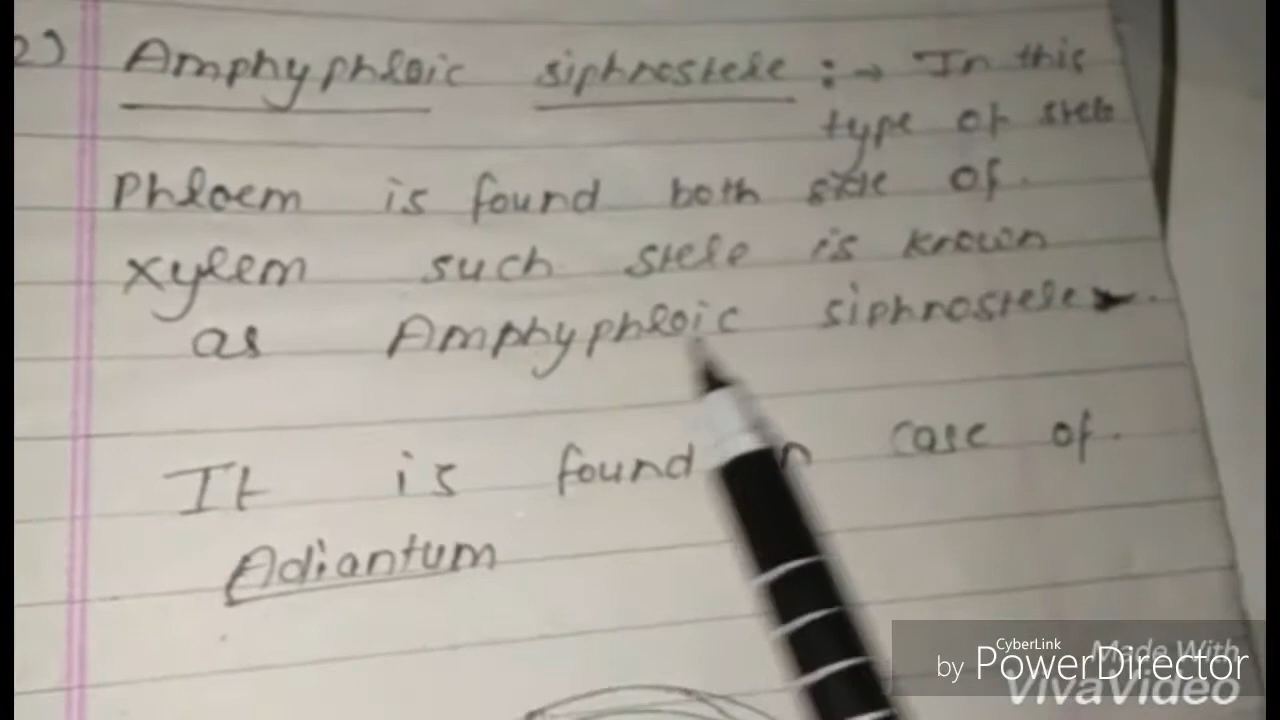 2) Amphyphloic siphnostele :→ In this
type of stele
Phloem is found both side of
xylem such stele is known
as Amphyphloic siphnostele.
It is found in case of
Adiantum
CyberLink
by PowerDirector
Made With
VivaVideo